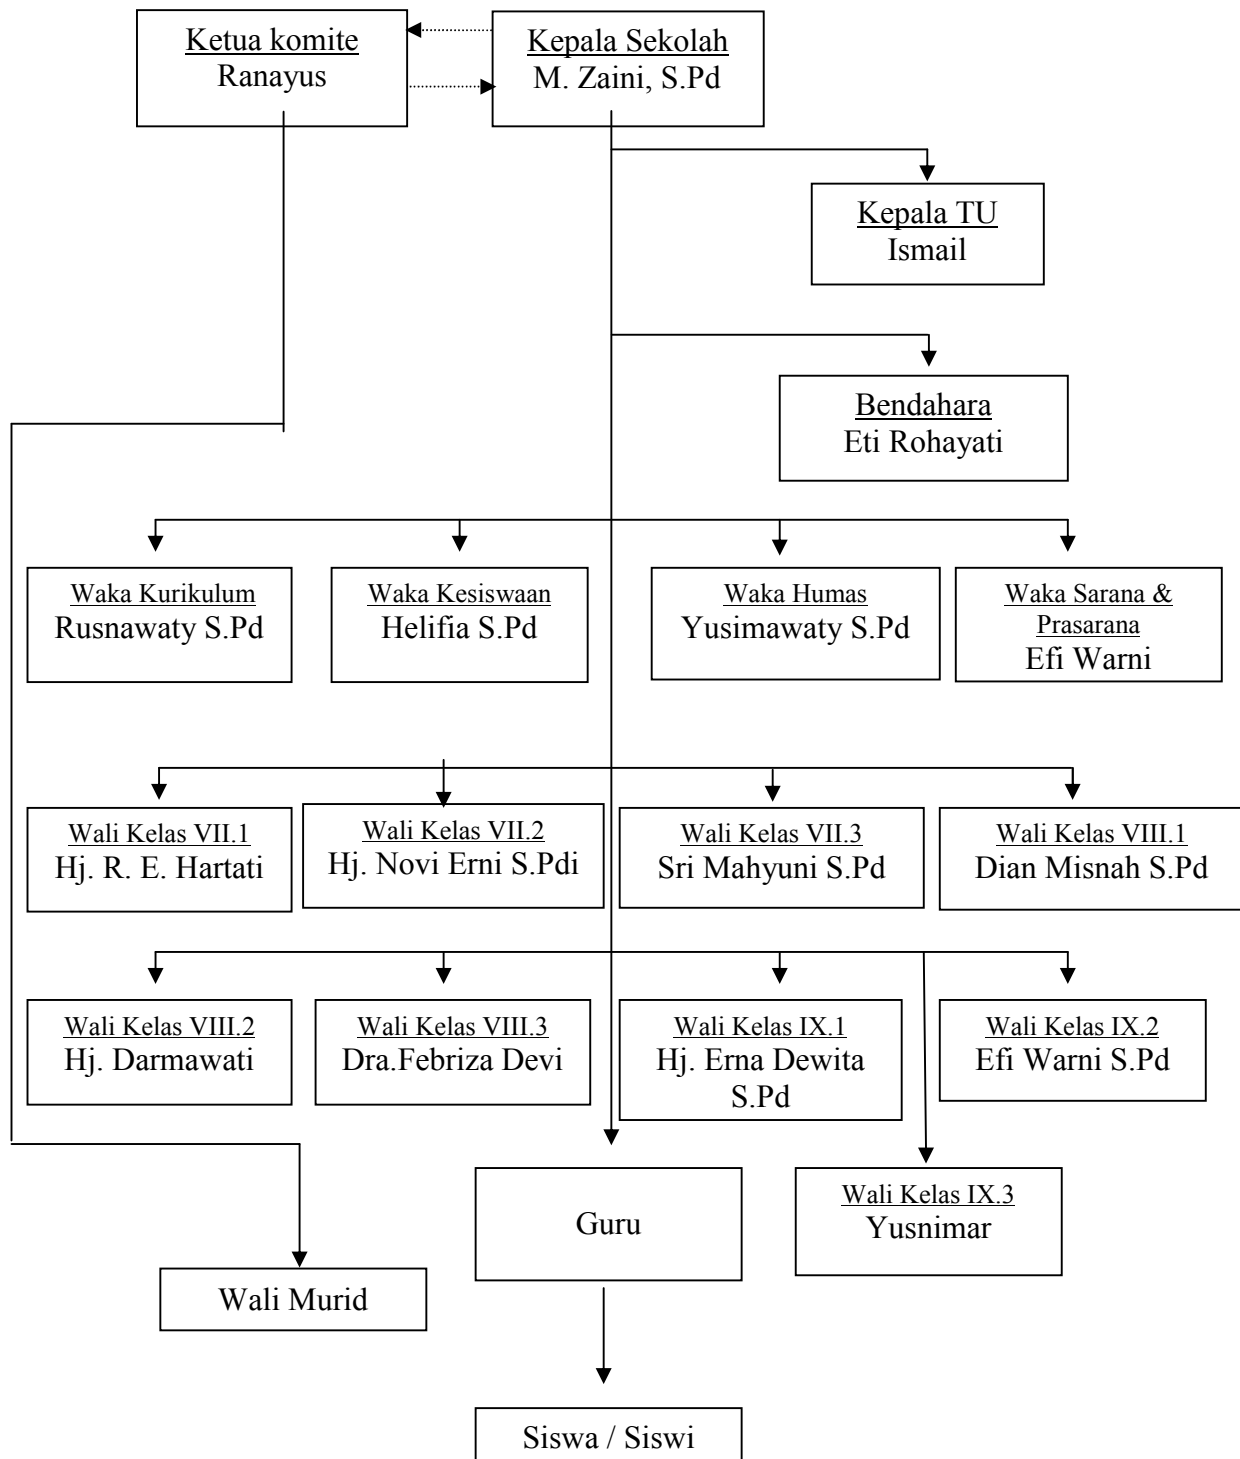 Ketua komite
Ranayus
Kepala Sekolah
M. Zaini, S.Pd
Kepala TU
Ismail
Bendahara
Eti Rohayati
Waka Kurikulum
Rusnawaty S.Pd
Waka Kesiswaan
Helifia S.Pd
Waka Humas
Yusimawaty S.Pd
Waka Sarana &
Prasarana
Efi Warni
Wali Kelas VII.1
Hj. R. E. Hartati
Wali Kelas VII.2
Hj. Novi Erni S.Pdi
Wali Kelas VII.3
Sri Mahyuni S.Pd
Wali Kelas VIII.1
Dian Misnah S.Pd
Wali Kelas VIII.2
Hj. Darmawati
Wali Kelas VIII.3
Dra.Febriza Devi
Wali Kelas IX.1
Hj. Erna Dewita
S.Pd
Wali Kelas IX.2
Efi Warni S.Pd
Guru
Wali Kelas IX.3
Yusnimar
Wali Murid
Siswa / Siswi